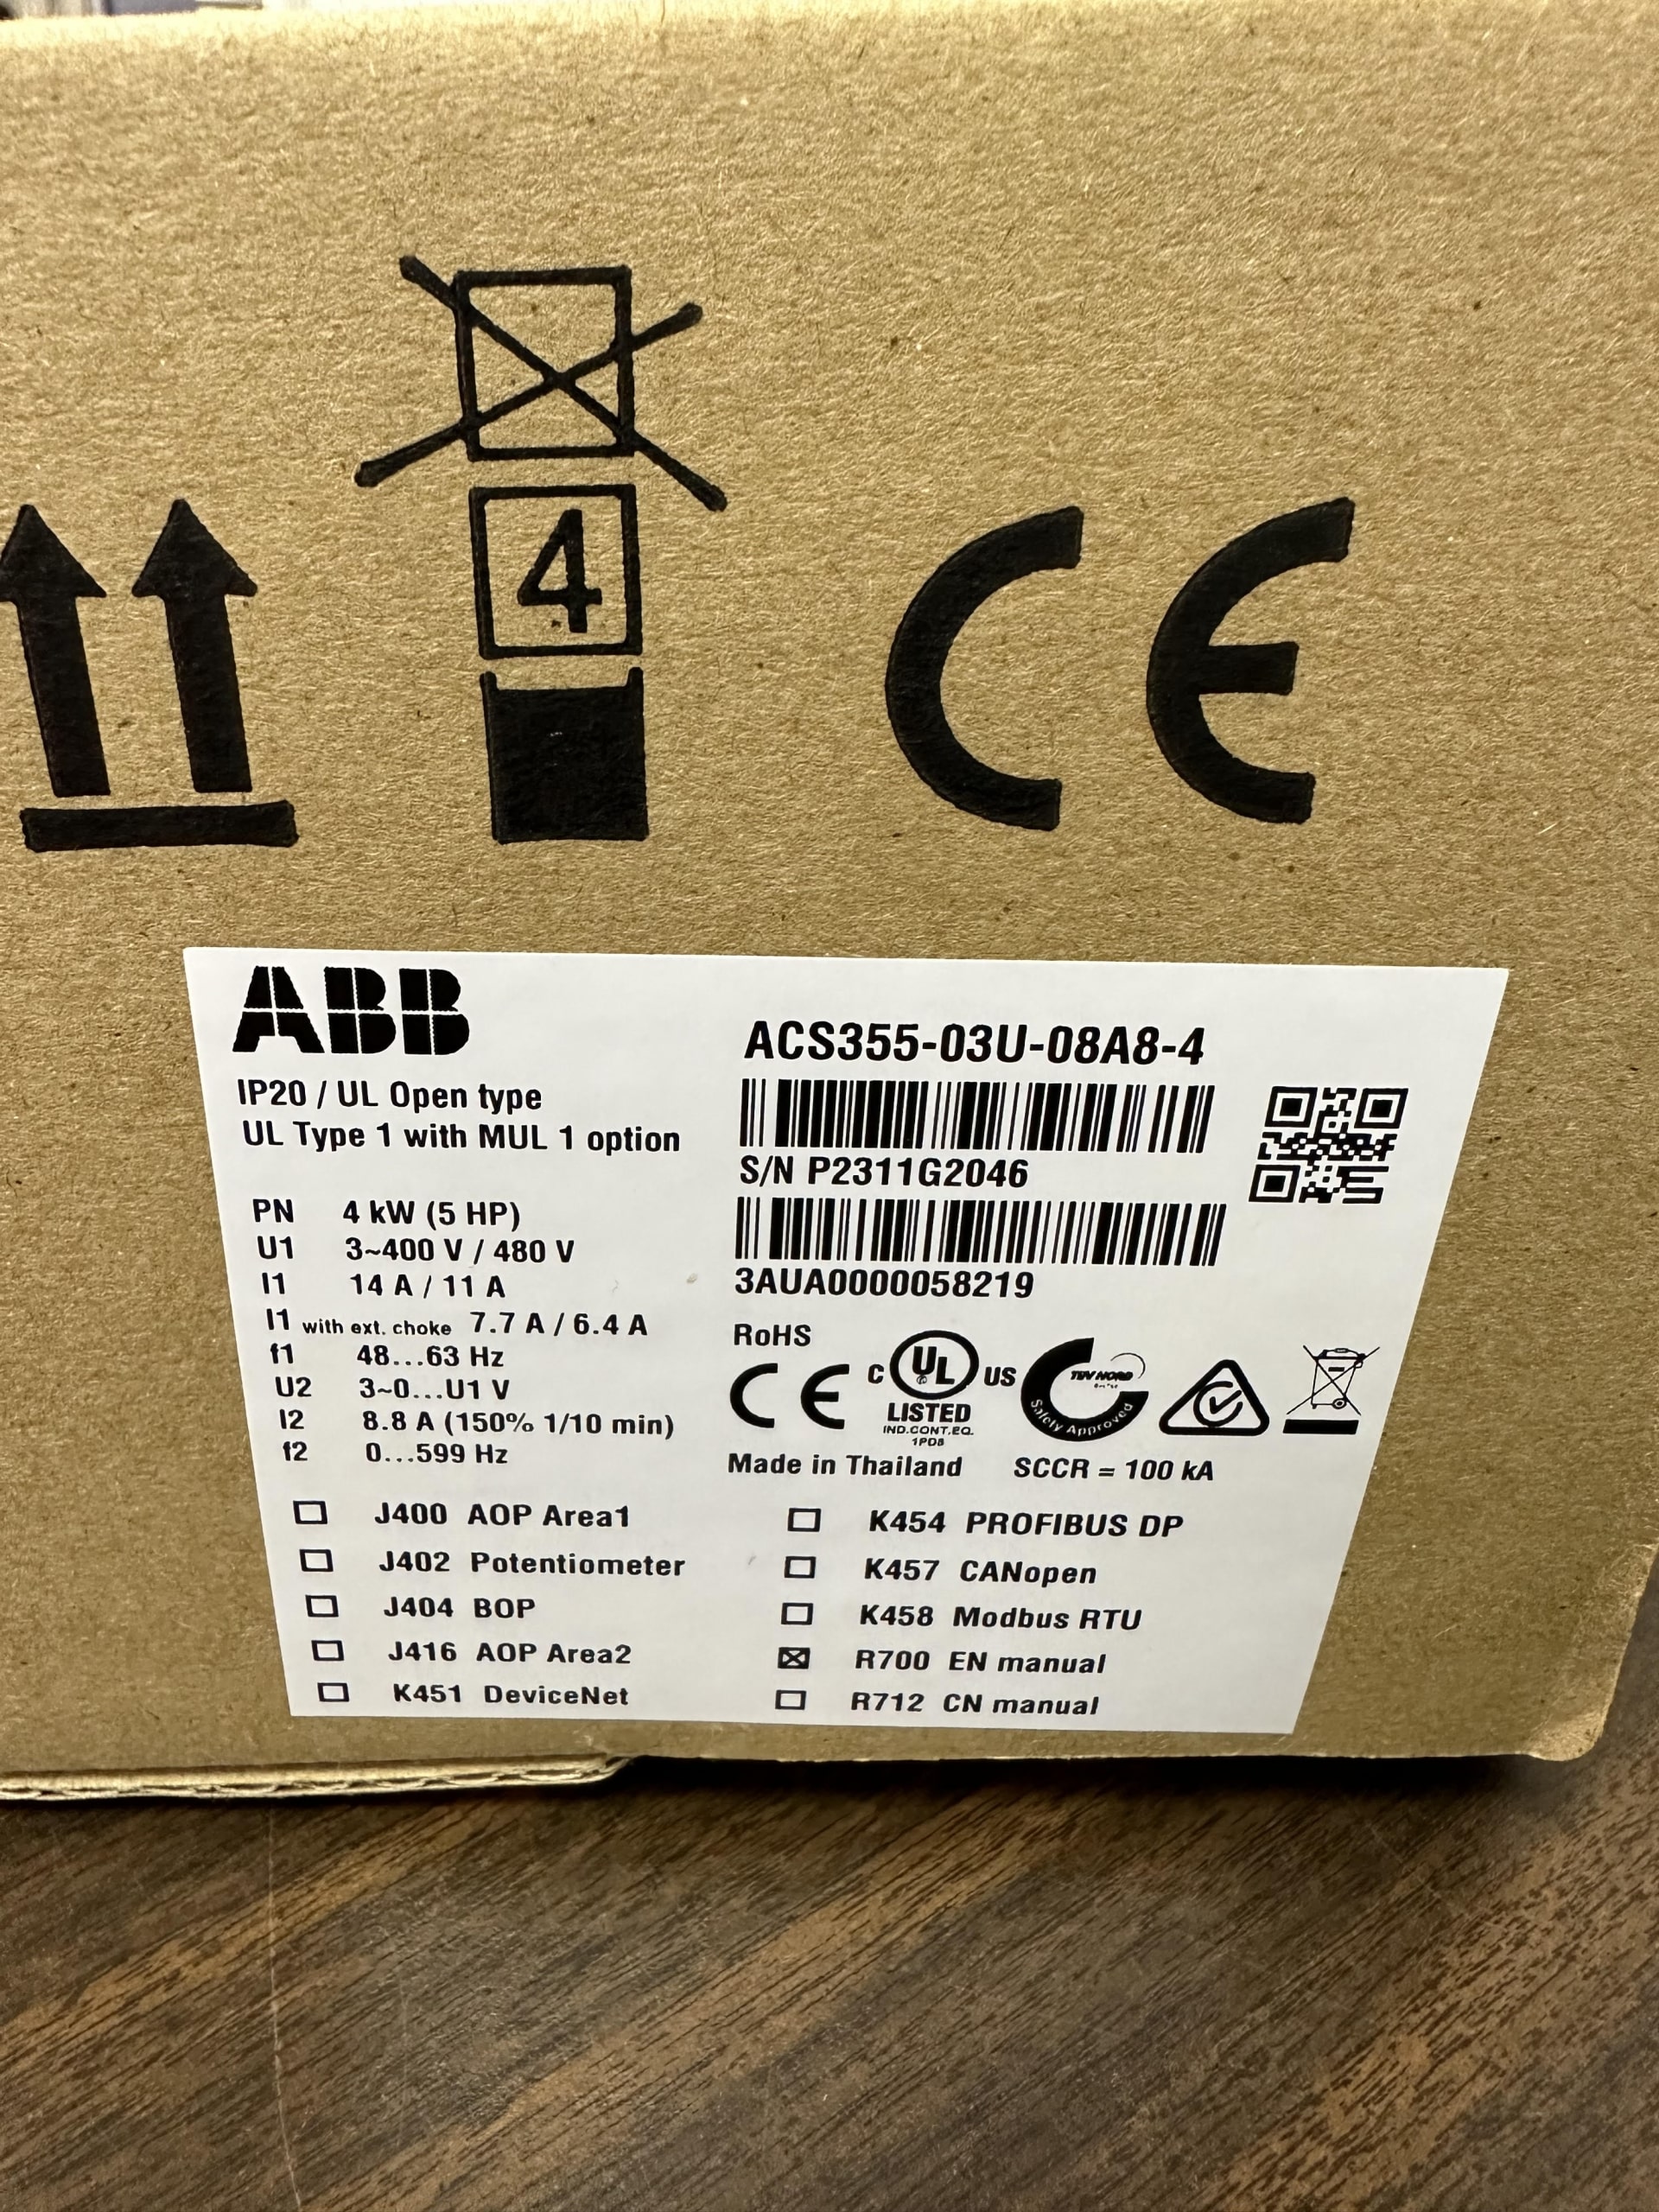 4
CE
ABB
IP20 / UL Open type
UL Type 1 with MUL 1 option
PN 4 kW (5 HP)
U1 3~400 V / 480 V
I1 14 A / 11 A
I1 with ext. choke 7.7 A / 6.4 A
f1 48...63 Hz
U2 3~0...U1 V
I2 8.8 A (150% 1/10 min)
f2 0...599 Hz
ACS355-03U-08A8-4
S/N P2311G2046
3AUA0000058219
RoHS
CE
C UL US
LISTED
IND.CONT.EQ.
1PD8
TÜV NORD
Safety Approved
Made in Thailand SCCR = 100 kA
J400 AOP Area1
J402 Potentiometer
J404 BOP
J416 AOP Area2
K451 DeviceNet
K454 PROFIBUS DP
K457 CANopen
K458 Modbus RTU
R700 EN manual
R712 CN manual